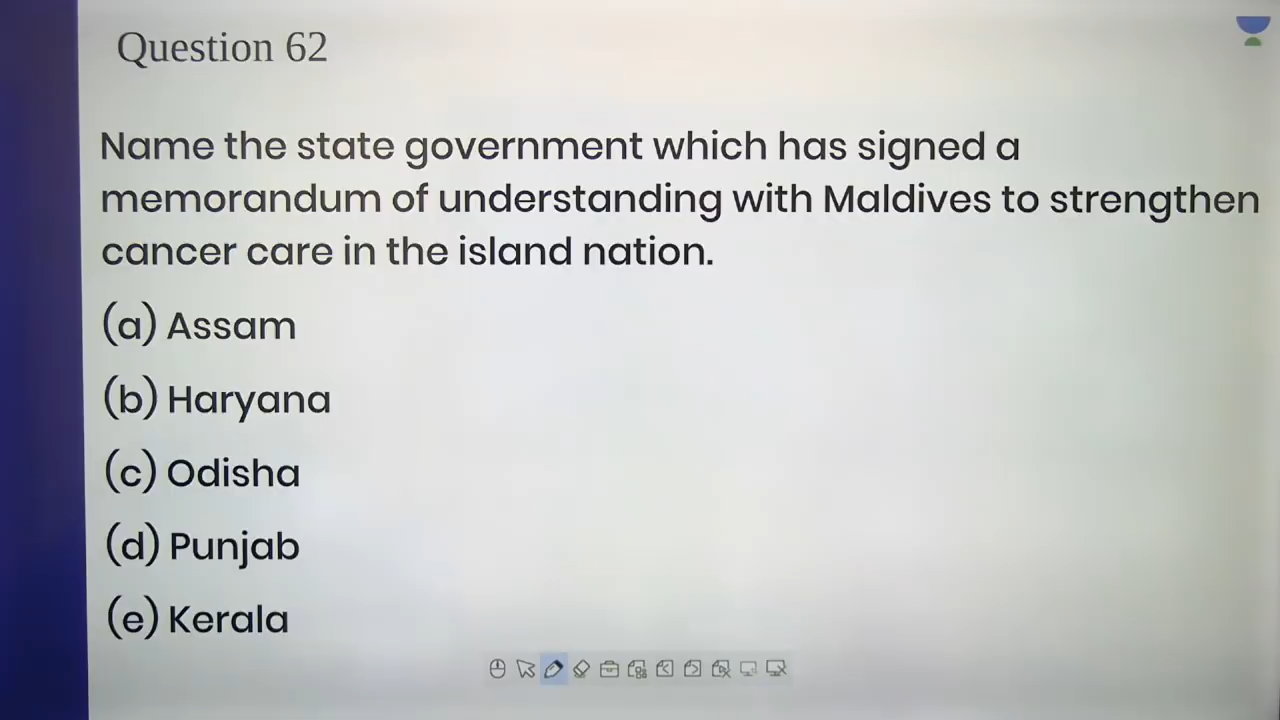 Question 62
Name the state government which has signed a
memorandum of understanding with Maldives to strengthen
cancer care in the island nation.
(a) Assam
(b) Haryana
(c) Odisha
(d) Punjab
(e) Kerala